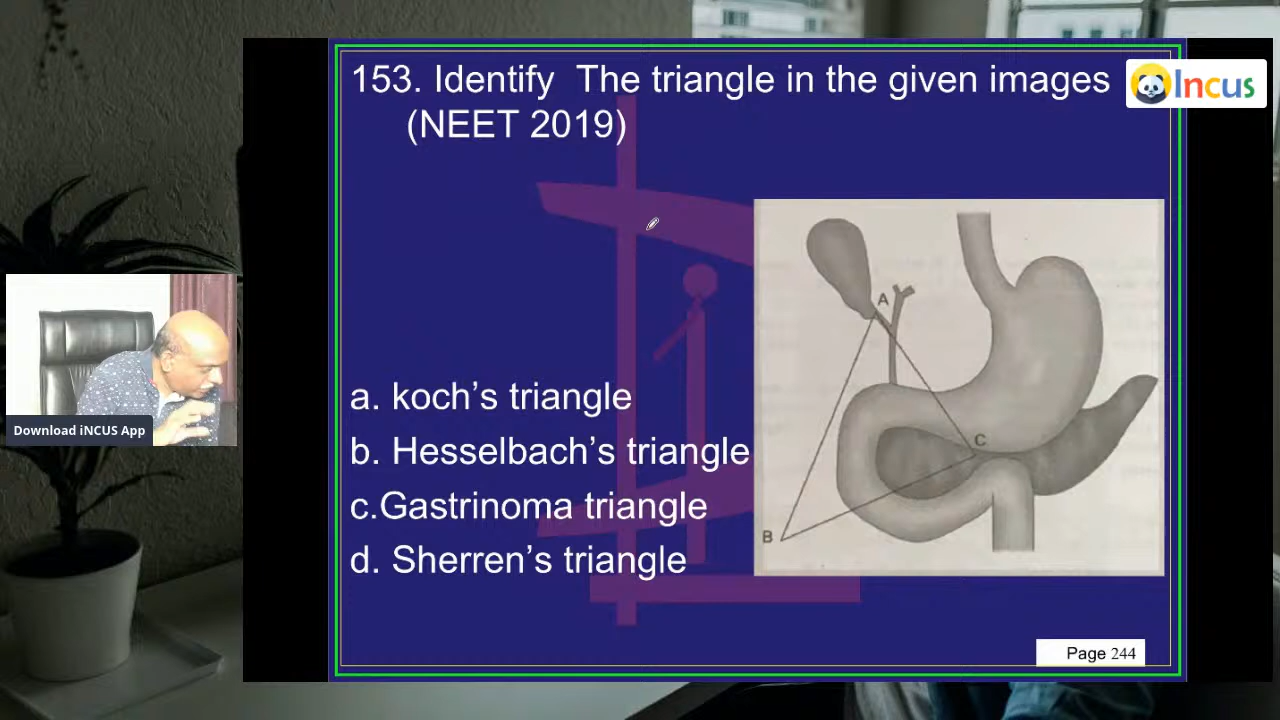 153. Identify The triangle in the given images
(NEET 2019)
Incus
A
C
B
a. koch’s triangle
b. Hesselbach’s triangle
c.Gastrinoma triangle
d. Sherren’s triangle
Download iNCUS App
Page 244